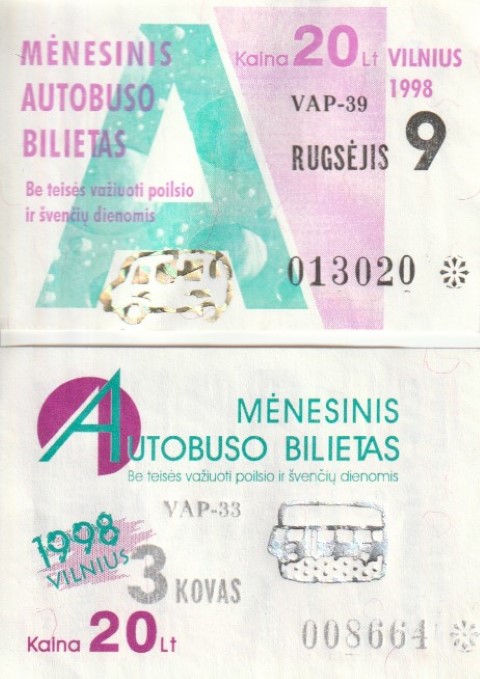 MĖNESINIS
AUTOBUSO
BILIETAS
Be teisės važiuoti poilsio
ir švenčių dienomis
Kaina 20 Lt
VILNIUS
1998
VAP-39
RUGSĖJIS 9
013020
MĖNESINIS
AUTOBUSO BILIETAS
Be teisės važiuoti poilsio ir švenčių dienomis
VAP-33
1998
VILNIUS
3 KOVAS
Kaina 20 Lt
008664